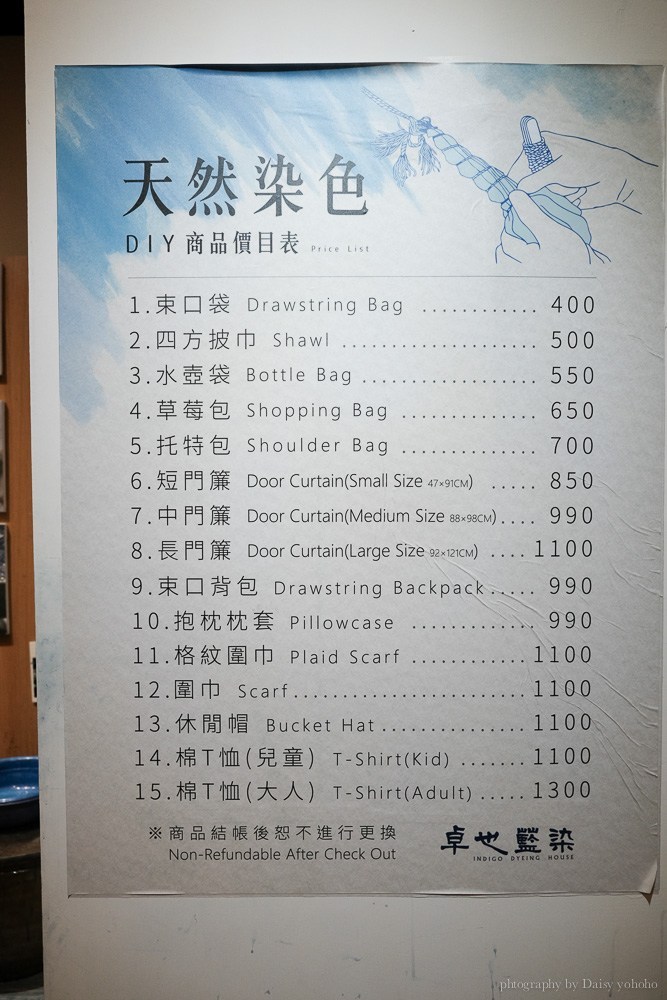 天然染色
DIY 商品價目表 Price List
1.束口袋 Drawstring Bag ............ 400
2.四方披巾 Shawl .................... 500
3.水壺袋 Bottle Bag .................. 550
4.草莓包 Shopping Bag .............. 650
5.托特包 Shoulder Bag .............. 700
6.短門簾 Door Curtain(Small Size 47×91CM) ..... 850
7.中門簾 Door Curtain(Medium Size 88×98CM).... 990
8.長門簾 Door Curtain(Large Size 92×121CM) .... 1100
9.束口背包 Drawstring Backpack..... 990
10.抱枕枕套 Pillowcase ............. 990
11.格紋圍巾 Plaid Scarf ............ 1100
12.圍巾 Scarf........................ 1100
13.休閒帽 Bucket Hat............... 1100
14.棉T恤(兒童) T-Shirt(Kid) ....... 1100
15.棉T恤(大人) T-Shirt(Adult) ..... 1300
※商品結帳後恕不進行更換
Non-Refundable After Check Out
卓也藍染
INDIGO DYEING HOUSE
phtography by Daisy yohoho